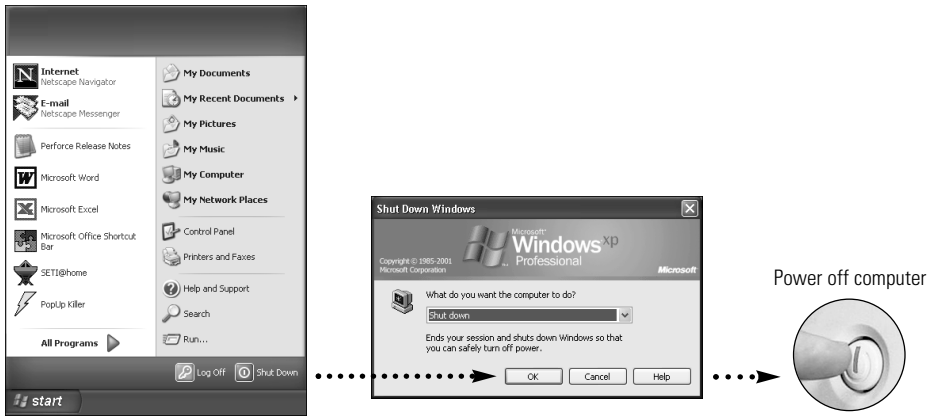 Internet
Netscape Navigator
E-mail
Netscape Messenger
Perforce Release Notes
Microsoft Word
Microsoft Excel
Microsoft Office Shortcut
Bar
SETI@home
PopUp Killer
All Programs
My Documents
My Recent Documents
My Pictures
My Music
My Computer
My Network Places
Control Panel
Printers and Faxes
Help and Support
Search
Run...
Log Off
Shut Down
start
Shut Down Windows
Copyright © 1985-2001
Microsoft Corporation
Microsoft®
Windows xp
Professional
Microsoft
What do you want the computer to do?
Shut down
Ends your session and shuts down Windows so that
you can safely turn off power.
OK
Cancel
Help
Power off computer